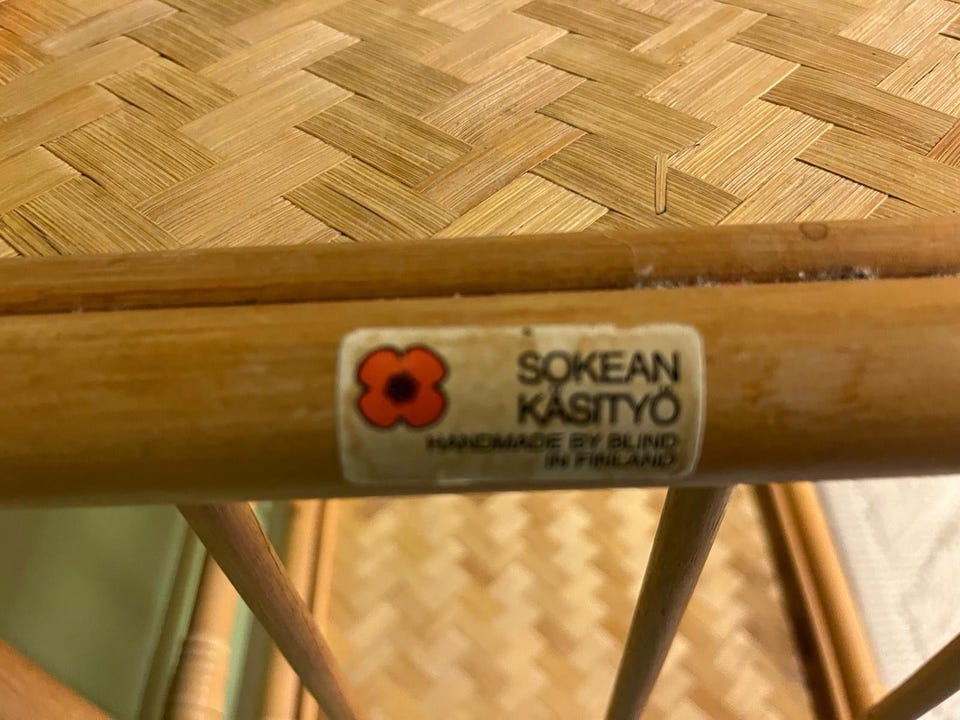 SOKEAN
KÄSITYÖ
HANDMADE BY BLIND
IN FINLAND